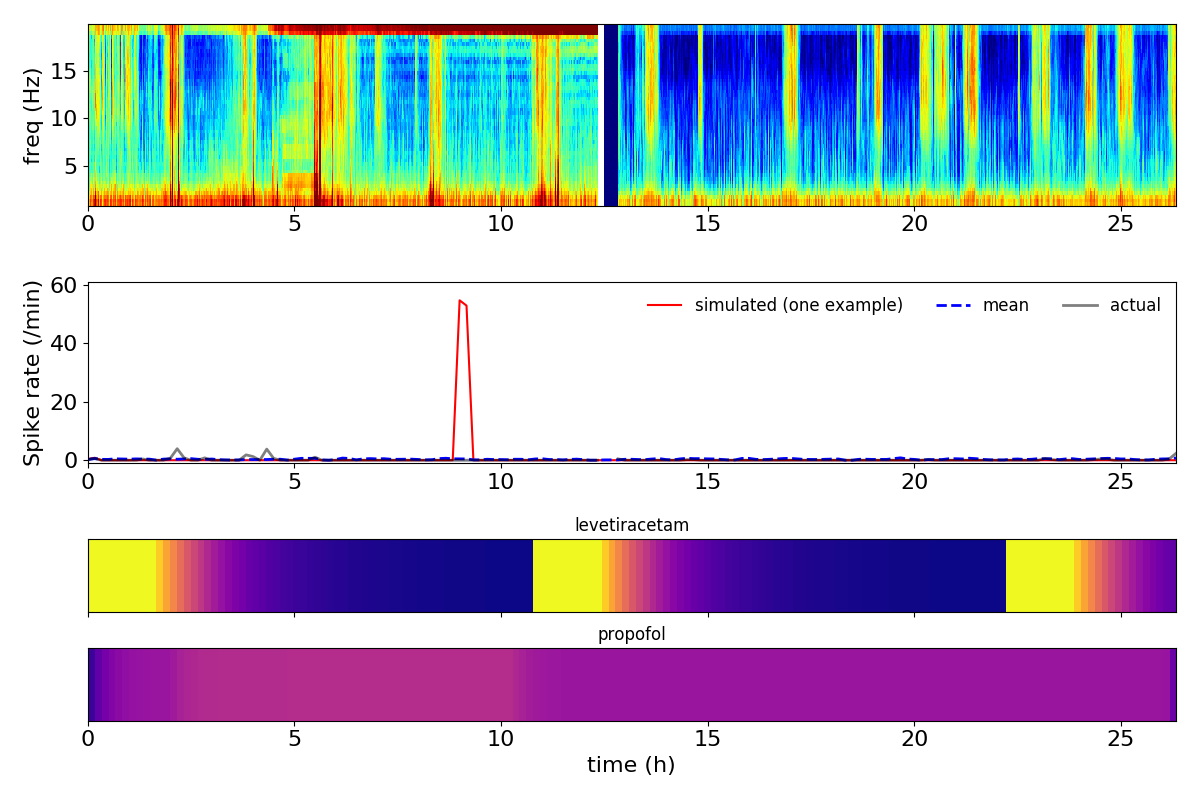 freq (Hz)
15
10
5
0 5 10 15 20 25
Spike rate (/min)
60
40
20
0
simulated (one example) mean actual
0 5 10 15 20 25
levetiracetam
propofol
0 5 10 15 20 25
time (h)